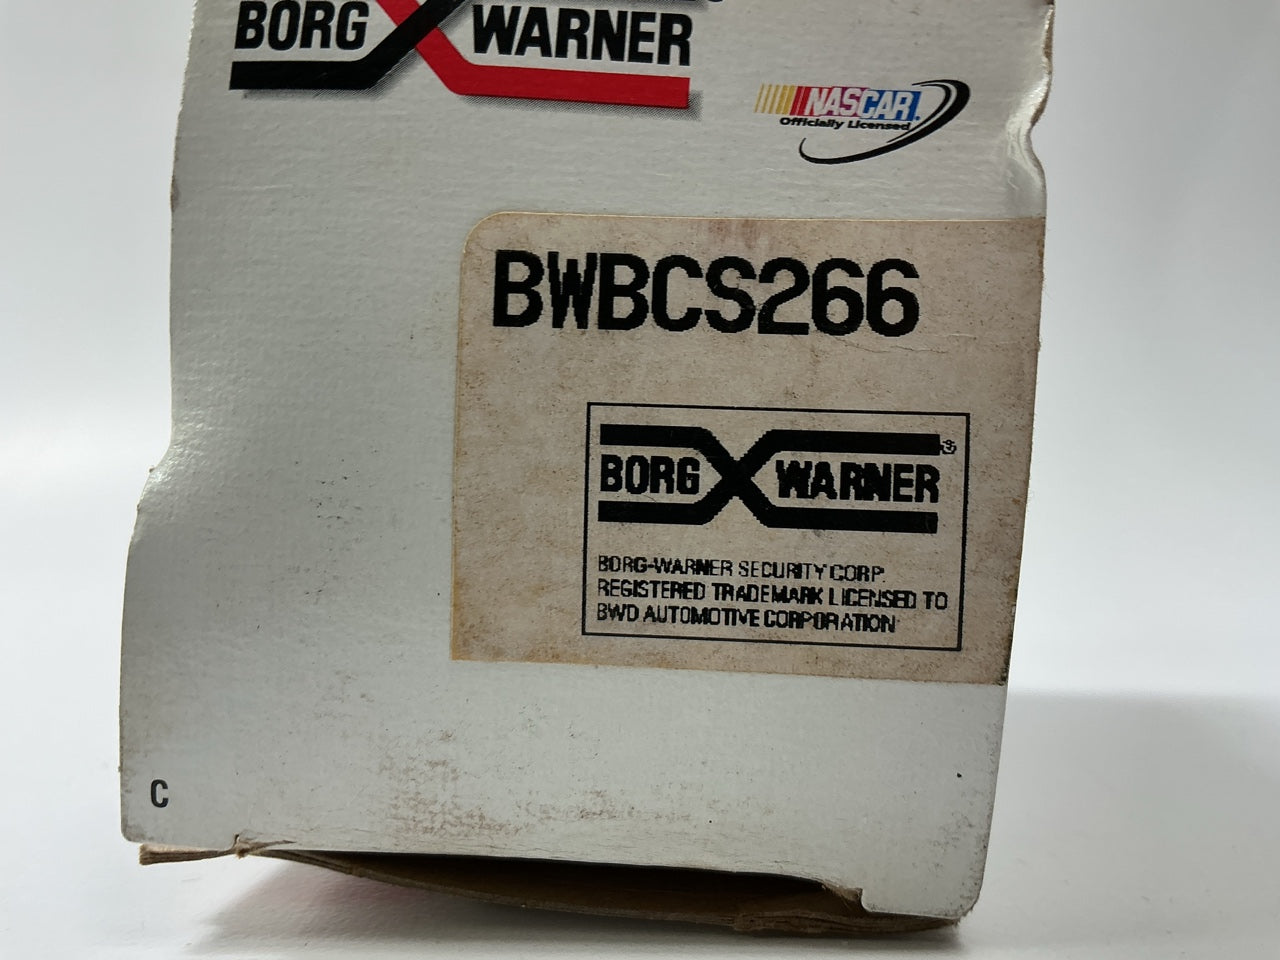 BORG WARNER
NASCAR
Officially Licensed
BWBCS266
BORG WARNER®
BORG-WARNER SECURITY CORP.
REGISTERED TRADEMARK LICENSED TO
BWD AUTOMOTIVE CORPORATION
C